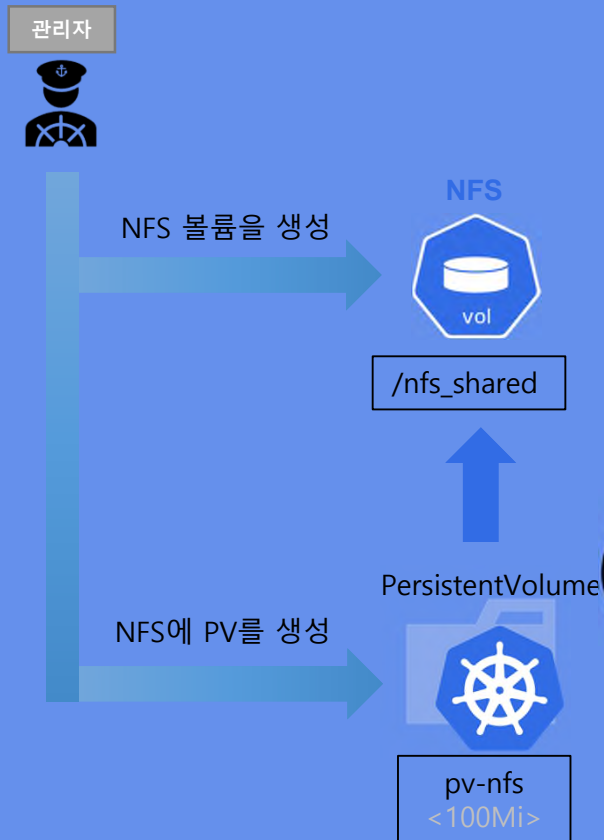 관리자
NFS
NFS 볼륨을 생성
vol
/nfs_shared
PersistentVolume
NFS에 PV를 생성
pv-nfs
<100Mi>